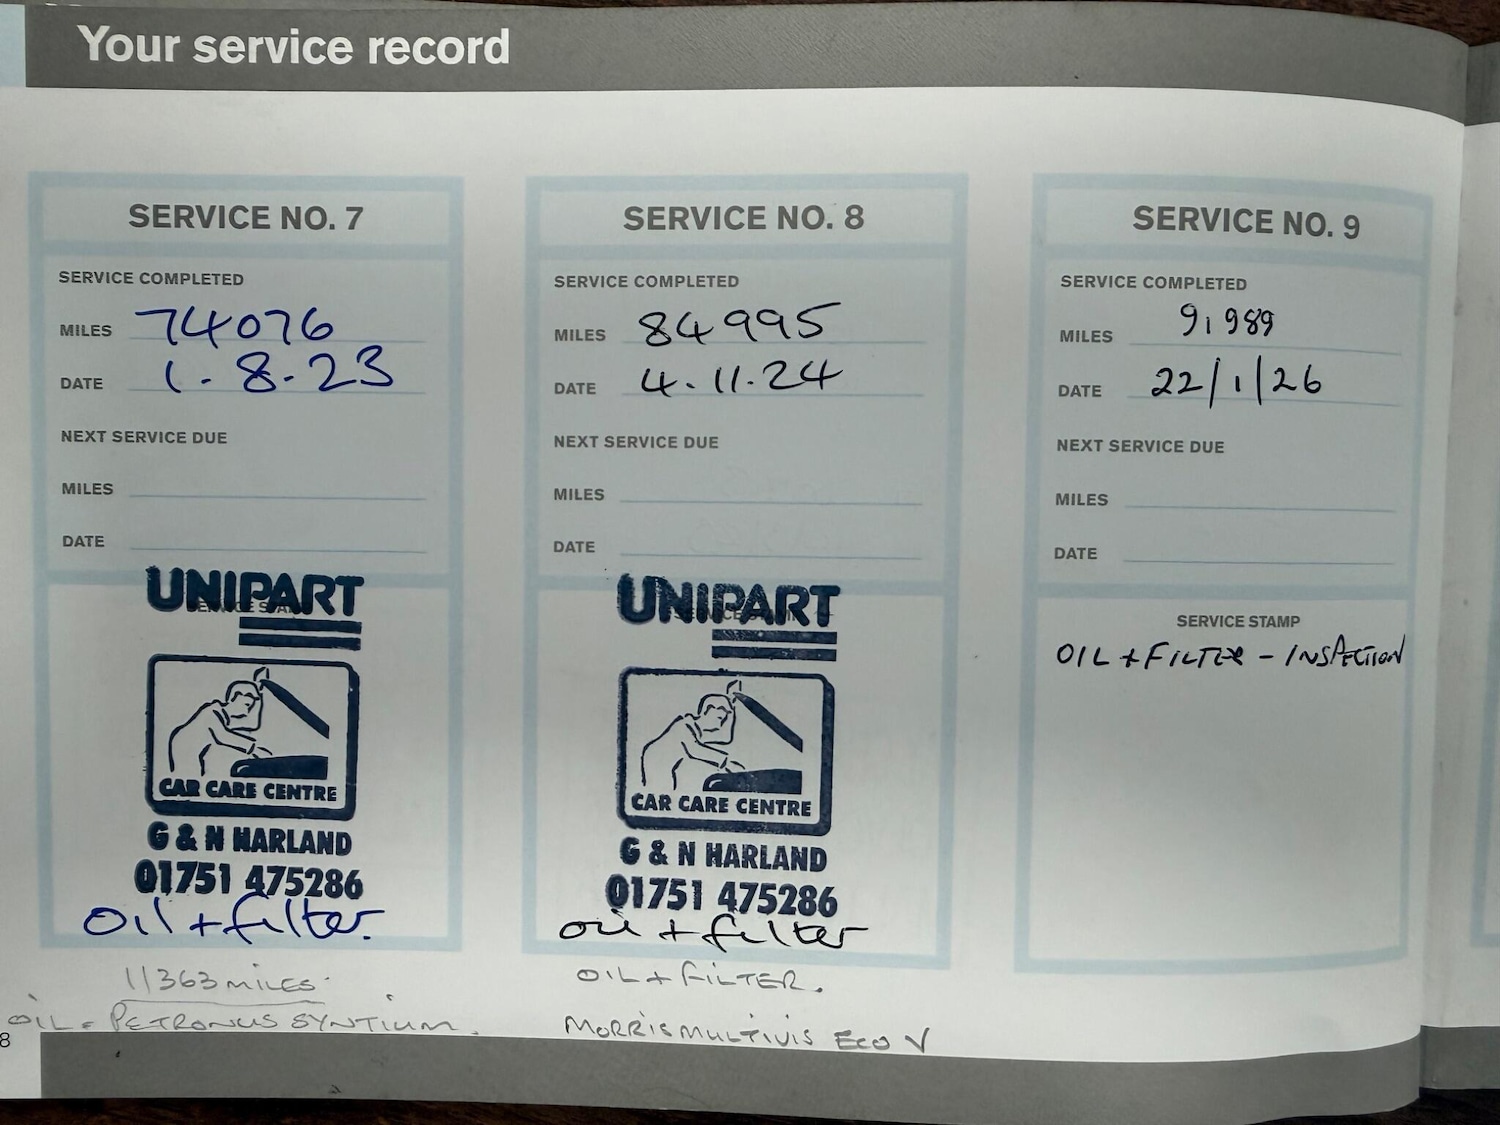 Your service record
SERVICE NO. 7
SERVICE COMPLETED
MILES 74076
DATE 1.8.23
NEXT SERVICE DUE
MILES
DATE
UNIPART
CAR CARE CENTRE
G & N HARLAND
01751 475286
oil + filter.
11363 MILES
OIL = PETRONUS SYNTIUM.
SERVICE NO. 8
SERVICE COMPLETED
MILES 84995
DATE 4.11.24
NEXT SERVICE DUE
MILES
DATE
UNIPART
CAR CARE CENTRE
G & N HARLAND
01751 475286
oil + filter
OIL + FILTER.
MORRIS MULTIVIS ECO V
SERVICE NO. 9
SERVICE COMPLETED
MILES 91989
DATE 22/1/26
NEXT SERVICE DUE
MILES
DATE
SERVICE STAMP
OIL + FILTER - INSPECTION
8